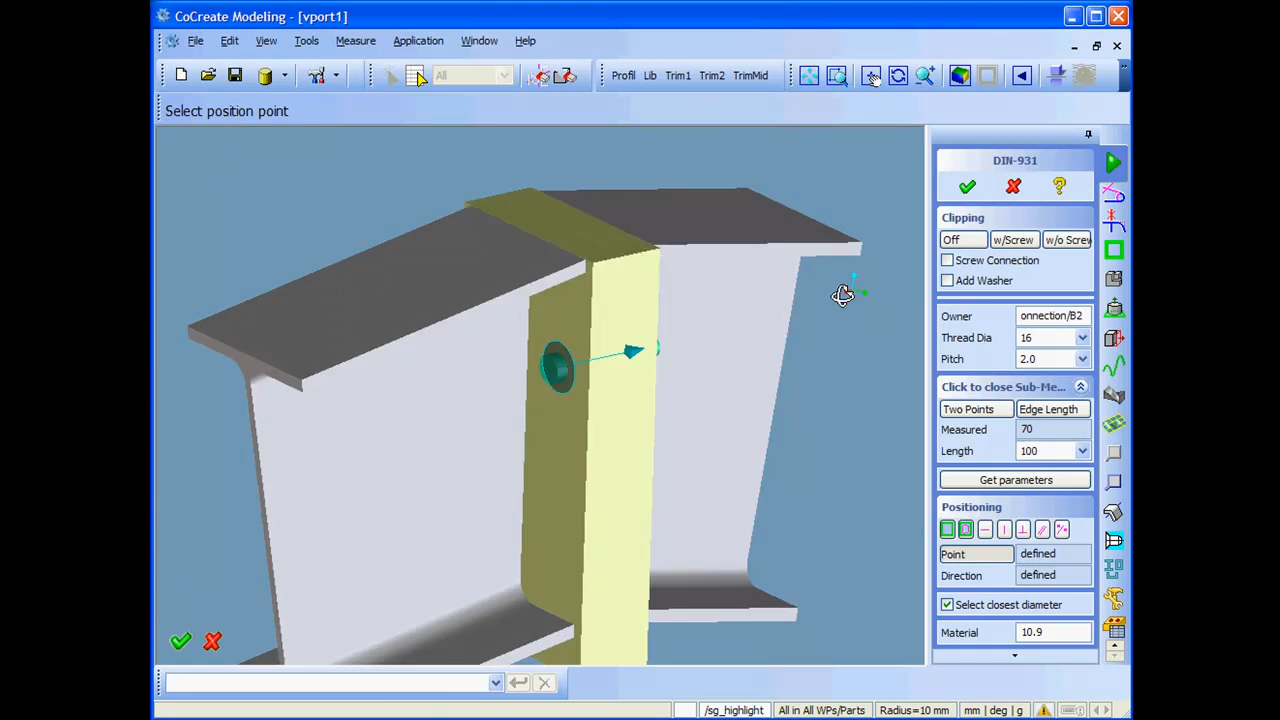 CoCreate Modeling - [vport1]
File Edit View Tools Measure Application Window Help
All
Profil Lib Trim1 Trim2 TrimMid
Select position point
DIN-931
Clipping
Off w/Screw w/o Screw
Screw Connection
Add Washer
Owner onnection/B2
Thread Dia 16
Pitch 2.0
Click to close Sub-Me...
Two Points Edge Length
Measured 70
Length 100
Get parameters
Positioning
Point defined
Direction defined
Select closest diameter
Material 10.9
/sg_highlight All in All WPs/Parts Radius=10 mm mm | deg | g